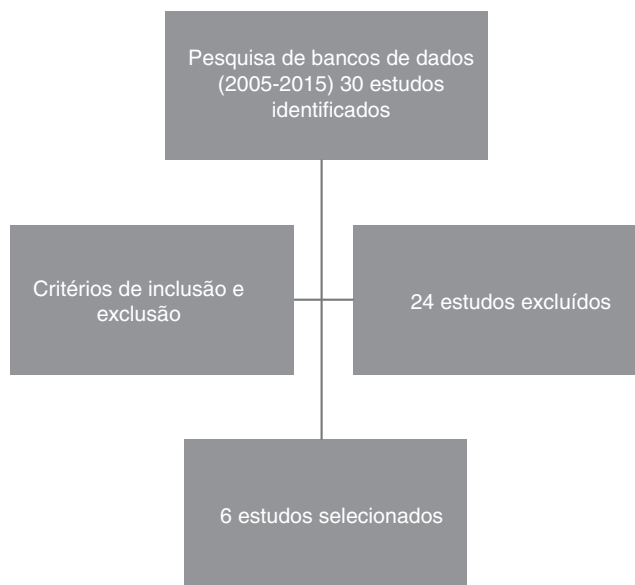 Pesquisa de bancos de dados
(2005-2015) 30 estudos
identificados
Critérios de inclusão e
exclusão
24 estudos excluídos
6 estudos selecionados